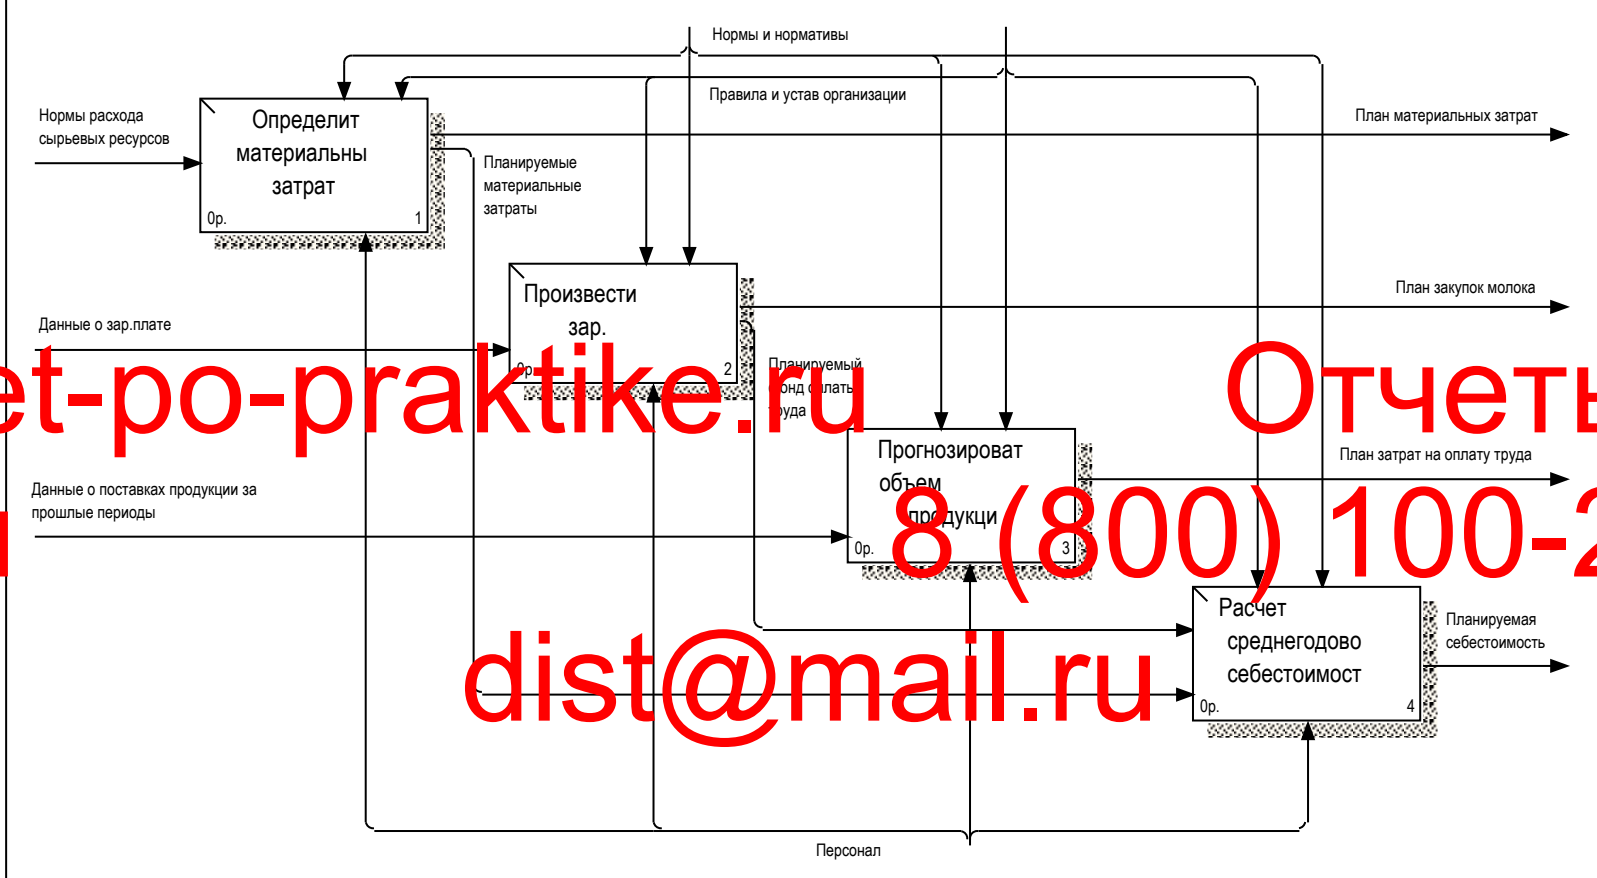 Нормы и нормативы
Правила и устав организации
Нормы расхода
сырьевых ресурсов
Определит
материальны
затрат
0р.
1
План материальных затрат
Планируемые
материальные
затраты
Произвести
зар.
0р.
2
План закупок молока
Данные о зар.плате
Планируемый
фонд оплаты
труда
et-po-praktike.ru
Отчеть
Прогнозироват
объем
продукци
0р.
3
План затрат на оплату труда
Данные о поставках продукции за
прошлые периоды
8 (800) 100-2
Расчет
среднегодово
себестоимост
0р.
4
Планируемая
себестоимость
dist@mail.ru
Персонал